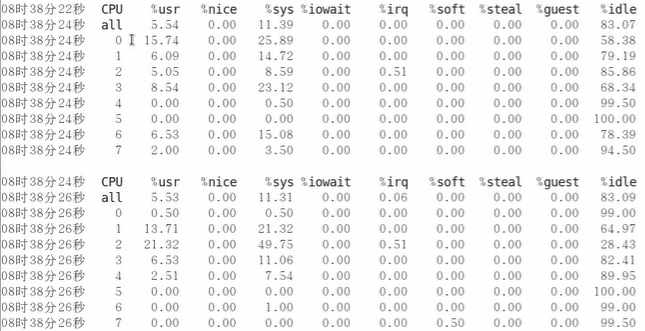 08时38分22秒 CPU %usr %nice %sys %iowait %irq %soft %steal %guest %idle
08时38分24秒 all 5.54 0.00 11.39 0.00 0.00 0.00 0.00 0.00 83.07
08时38分24秒 0 15.74 0.00 25.89 0.00 0.00 0.00 0.00 0.00 58.38
08时38分24秒 1 6.09 0.00 14.72 0.00 0.00 0.00 0.00 0.00 79.19
08时38分24秒 2 5.05 0.00 8.59 0.00 0.51 0.00 0.00 0.00 85.86
08时38分24秒 3 8.54 0.00 23.12 0.00 0.00 0.00 0.00 0.00 68.34
08时38分24秒 4 0.00 0.00 0.50 0.00 0.00 0.00 0.00 0.00 99.50
08时38分24秒 5 0.00 0.00 0.00 0.00 0.00 0.00 0.00 0.00 100.00
08时38分24秒 6 6.53 0.00 15.08 0.00 0.00 0.00 0.00 0.00 78.39
08时38分24秒 7 2.00 0.00 3.50 0.00 0.00 0.00 0.00 0.00 94.50
08时38分24秒 CPU %usr %nice %sys %iowait %irq %soft %steal %guest %idle
08时38分26秒 all 5.53 0.00 11.31 0.00 0.06 0.00 0.00 0.00 83.09
08时38分26秒 0 0.50 0.00 0.50 0.00 0.00 0.00 0.00 0.00 99.00
08时38分26秒 1 13.71 0.00 21.32 0.00 0.00 0.00 0.00 0.00 64.97
08时38分26秒 2 21.32 0.00 49.75 0.00 0.51 0.00 0.00 0.00 28.43
08时38分26秒 3 6.53 0.00 11.06 0.00 0.00 0.00 0.00 0.00 82.41
08时38分26秒 4 2.51 0.00 7.54 0.00 0.00 0.00 0.00 0.00 89.95
08时38分26秒 5 0.00 0.00 0.00 0.00 0.00 0.00 0.00 0.00 100.00
08时38分26秒 6 0.00 0.00 1.00 0.00 0.00 0.00 0.00 0.00 99.00
08时38分26秒 7 0.00 0.00 0.00 0.00 0.00 0.50 0.00 0.00 99.50